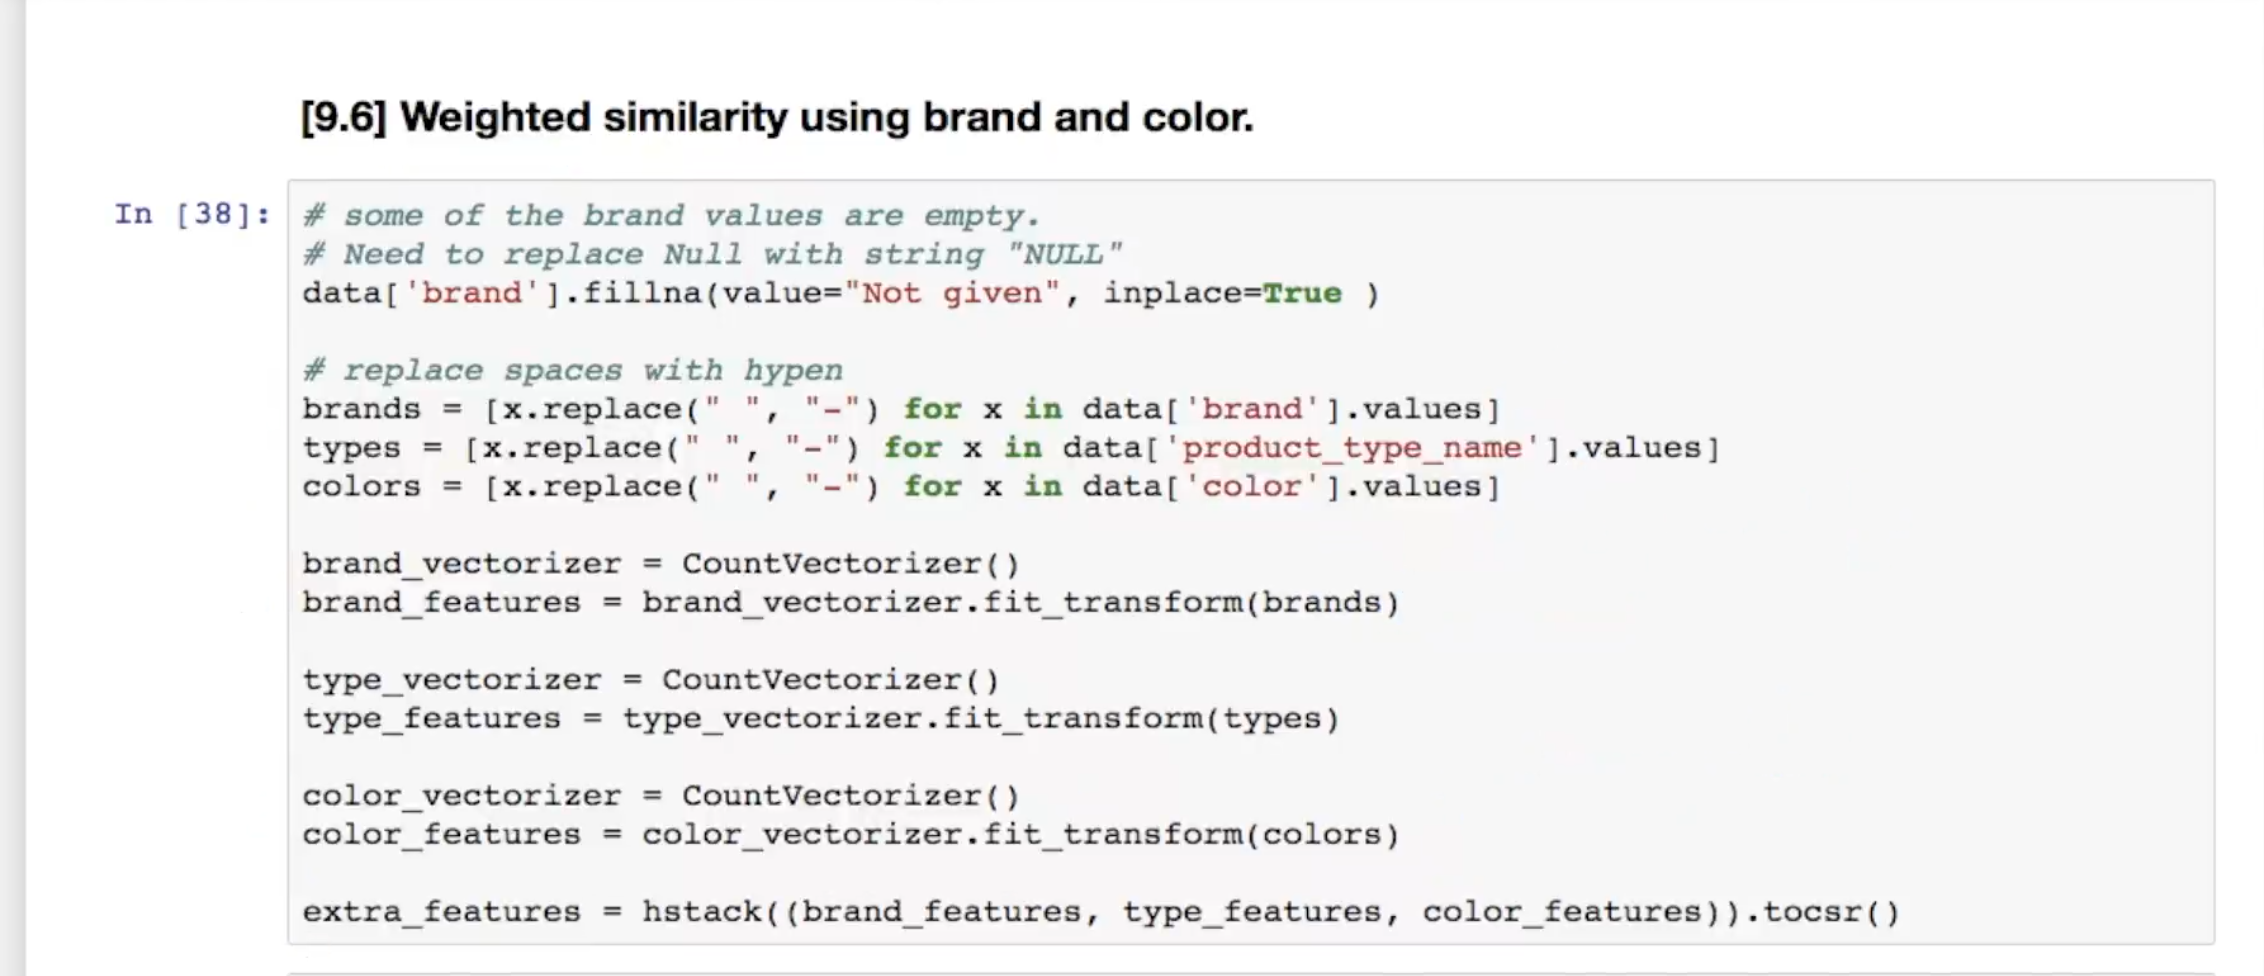 [9.6] Weighted similarity using brand and color.
In [38]:
# some of the brand values are empty.
# Need to replace Null with string "NULL"
data['brand'].fillna(value="Not given", inplace=True )
# replace spaces with hypen
brands = [x.replace(" ", "-") for x in data['brand'].values]
types = [x.replace(" ", "-") for x in data['product_type_name'].values]
colors = [x.replace(" ", "-") for x in data['color'].values]
brand_vectorizer = CountVectorizer()
brand_features = brand_vectorizer.fit_transform(brands)
type_vectorizer = CountVectorizer()
type_features = type_vectorizer.fit_transform(types)
color_vectorizer = CountVectorizer()
color_features = color_vectorizer.fit_transform(colors)
extra_features = hstack((brand_features, type_features, color_features)).tocsr()